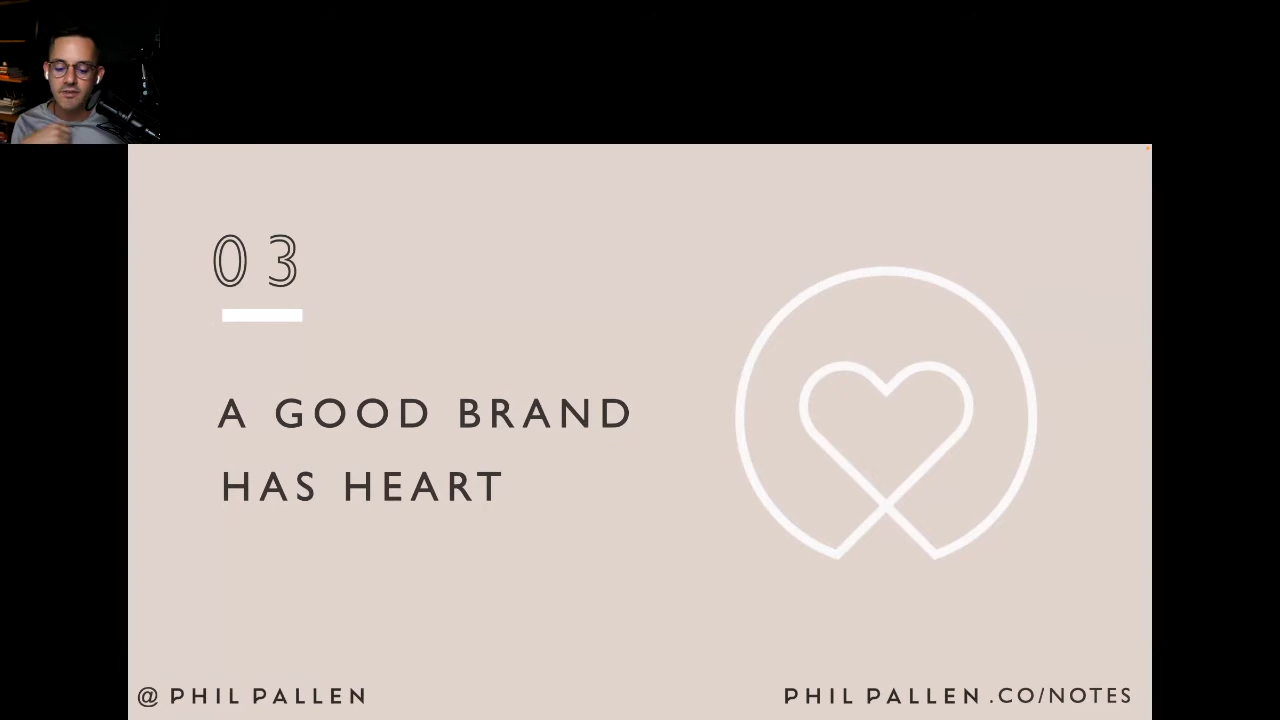 03
A GOOD BRAND
HAS HEART
@PHIL PALLEN
PHIL PALLEN.CO/NOTES